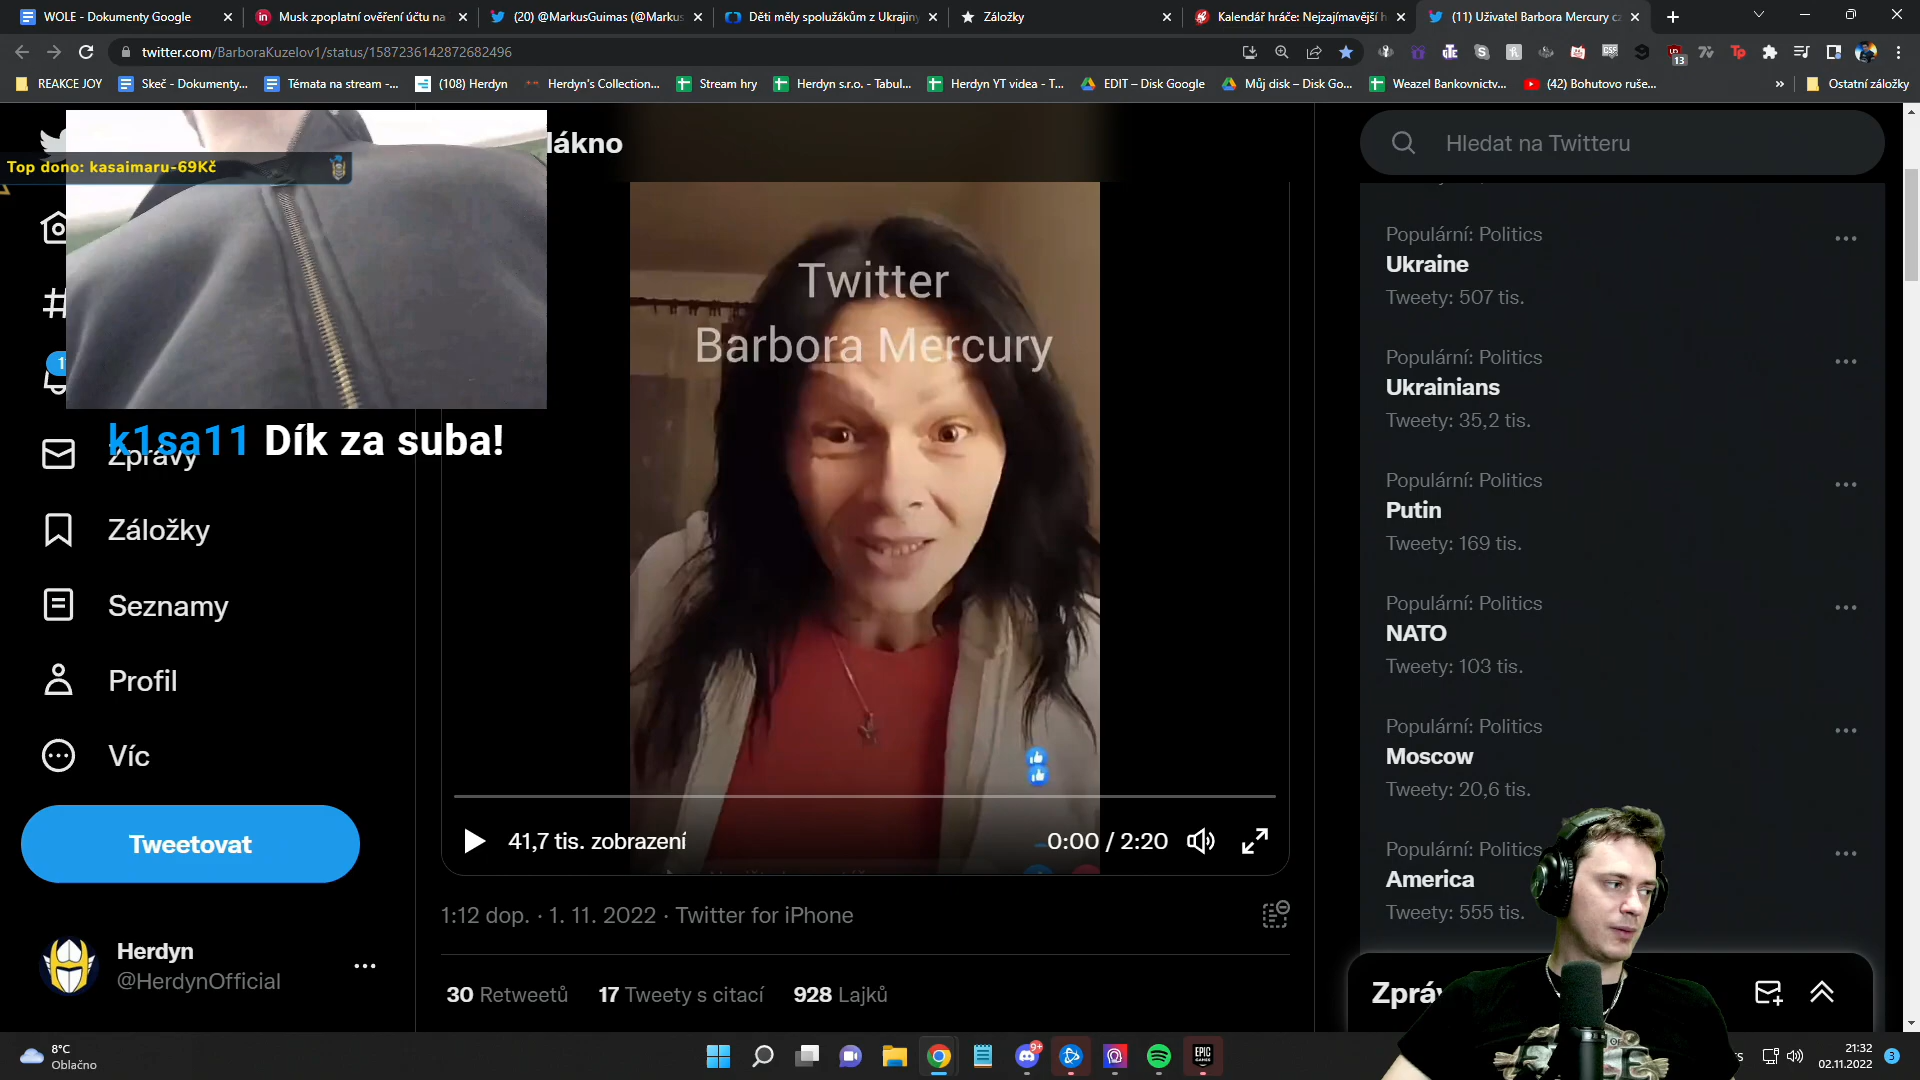 WOLE - Dokumenty Google
Musk zpoplatní ověření účtu na
(20) @MarkusGuimas (@Markus
Děti měly spolužákům z Ukrajiny
Záložky
Kalendář hráče: Nejzajímavější h
(11) Uživatel Barbora Mercury cz
twitter.com/BarboraKuzelov1/status/1587236142872682496
13
REAKCE JOY
Skeč - Dokumenty...
Témata na stream -...
(108) Herdyn
Herdyn's Collection...
Stream hry
Herdyn s.r.o. - Tabul...
Herdyn YT videa - T...
EDIT – Disk Google
Můj disk – Disk Go...
Weazel Bankovnictv...
(42) Bohutovo ruše...
»
Ostatní záložky
lákno
Hledat na Twitteru
Top dono: kasaimaru-69Kč
k1sa11 Dík za suba!
Zprávy
Záložky
Seznamy
Profil
Víc
Tweetovat
Herdyn
@HerdynOfficial
Twitter
Barbora Mercury
41,7 tis. zobrazení
0:00 / 2:20
1:12 dop. · 1. 11. 2022 · Twitter for iPhone
30 Retweetů 17 Tweety s citací 928 Lajků
Populární: Politics
Ukraine
Tweety: 507 tis.
Populární: Politics
Ukrainians
Tweety: 35,2 tis.
Populární: Politics
Putin
Tweety: 169 tis.
Populární: Politics
NATO
Tweety: 103 tis.
Populární: Politics
Moscow
Tweety: 20,6 tis.
Populární: Politics
America
Tweety: 555 tis.
Zpráv
8°C
Oblačno
9+
EPIC
GAMES
21:32
02.11.2022
3